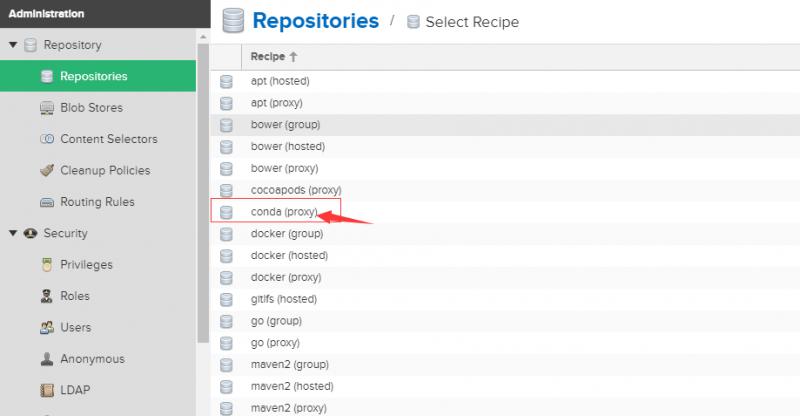 Administration
Repository
Repositories
Blob Stores
Content Selectors
Cleanup Policies
Routing Rules
Security
Privileges
Roles
Users
Anonymous
LDAP
Repositories / Select Recipe
Recipe
apt (hosted)
apt (proxy)
bower (group)
bower (hosted)
bower (proxy)
cocoapods (proxy)
conda (proxy)
docker (group)
docker (hosted)
docker (proxy)
gitlfs (hosted)
go (group)
go (proxy)
maven2 (group)
maven2 (hosted)
maven2 (proxy)